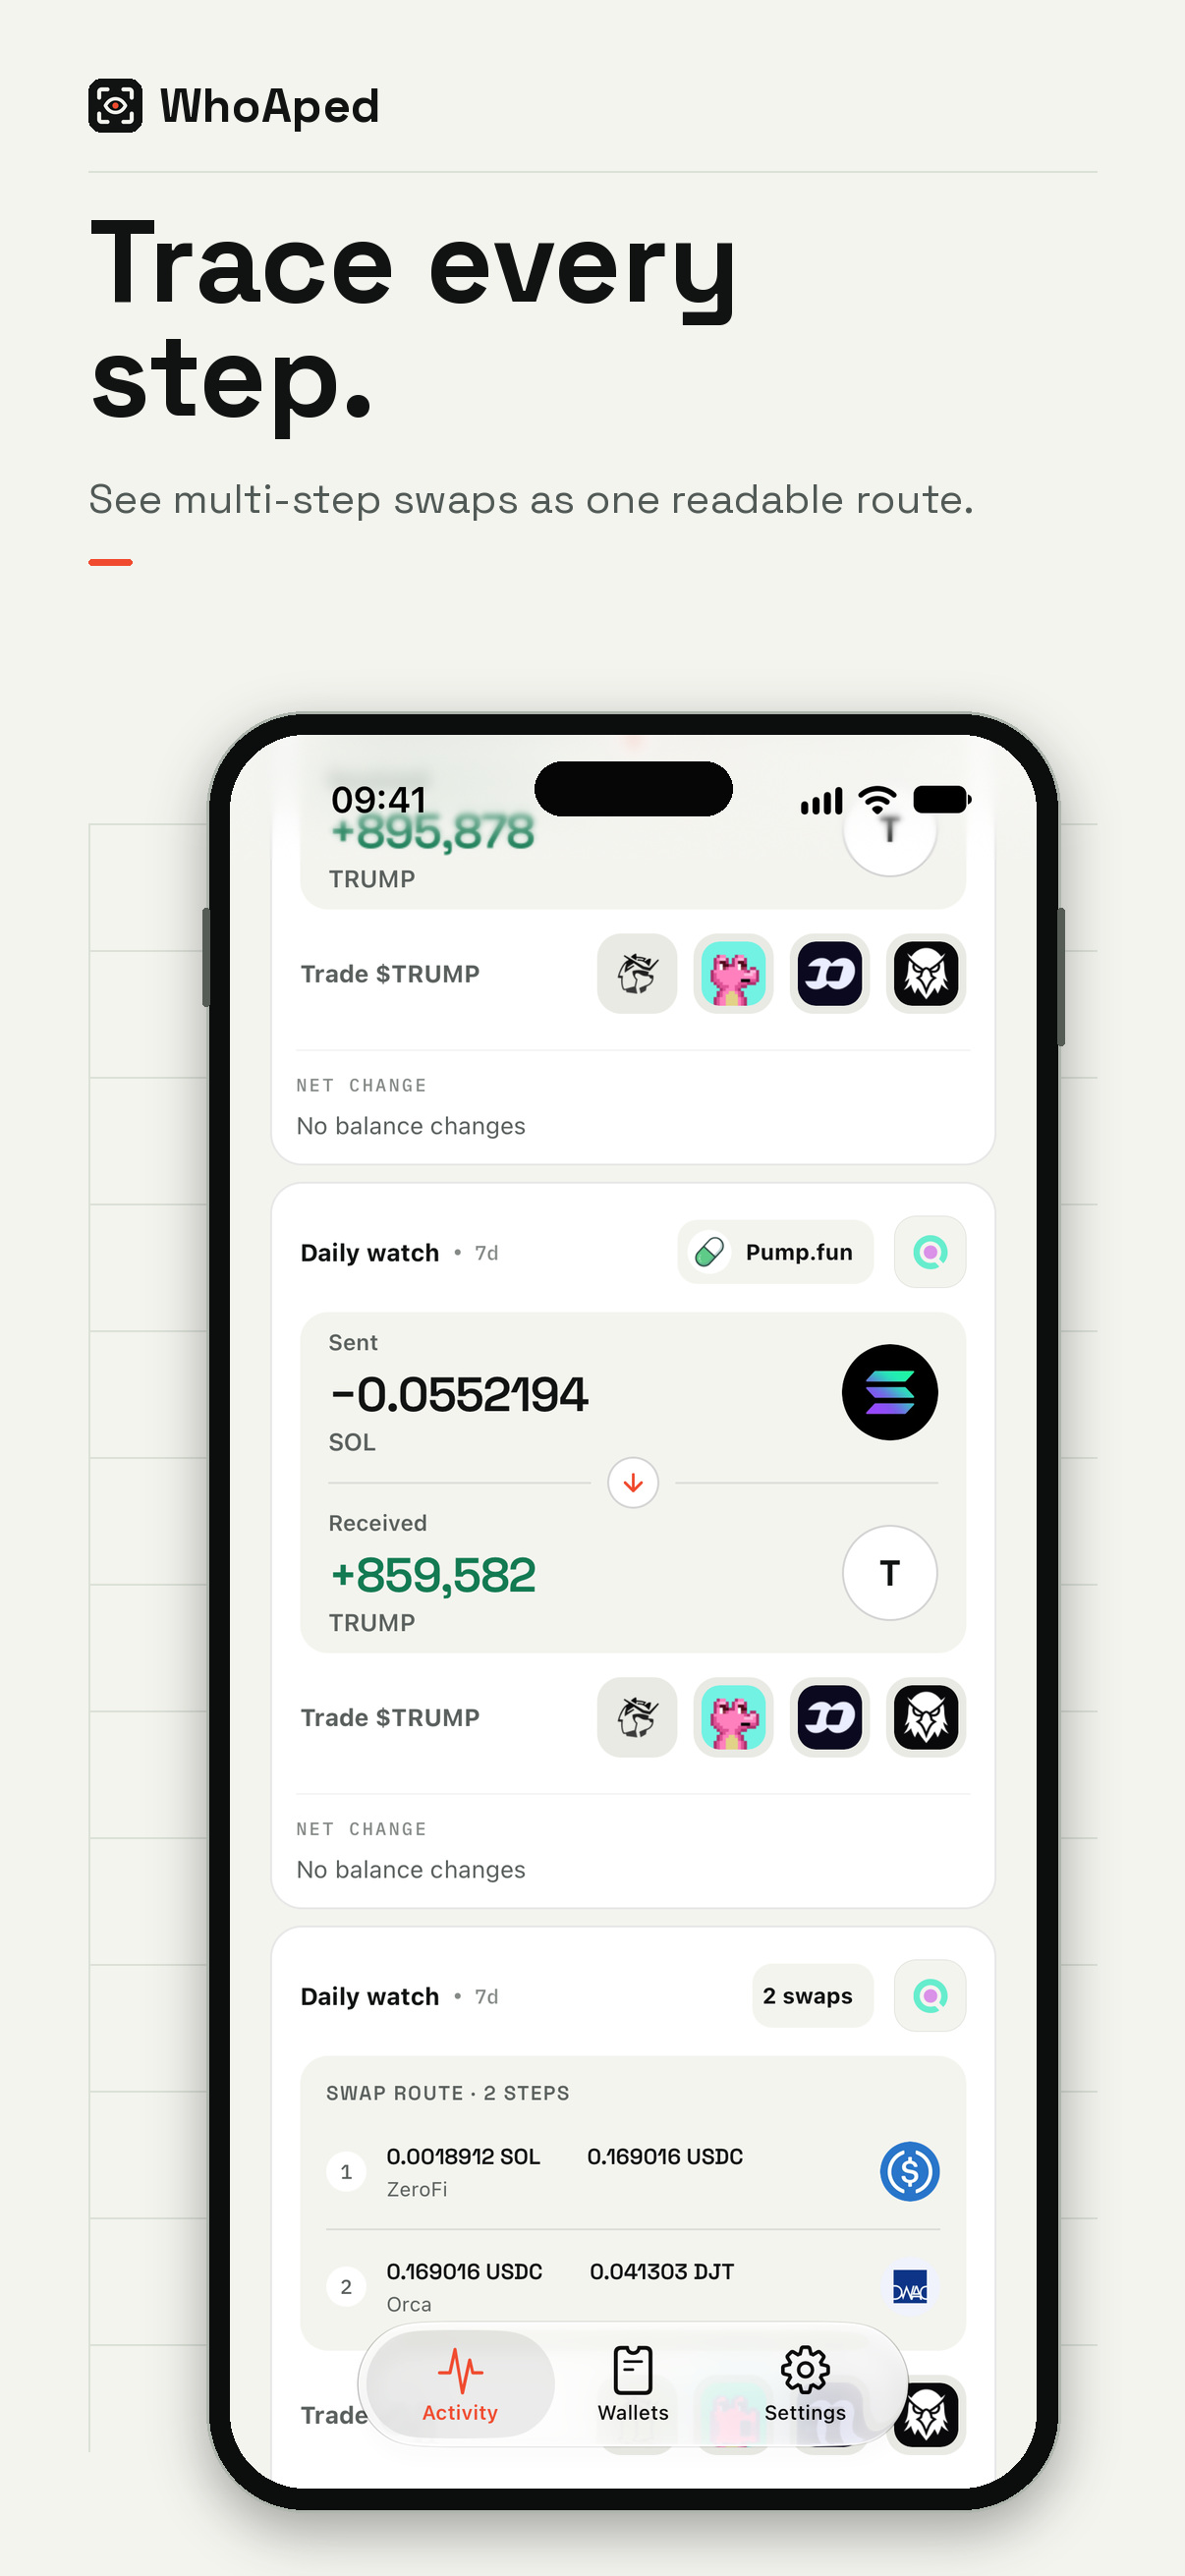 WhoAped
Trace every
step.
See multi-step swaps as one readable route.
09:41
+895,878
T
TRUMP
Trade $TRUMP
NET CHANGE
No balance changes
Daily watch • 7d
Pump.fun
Sent
−0.0552194
SOL
Received
+859,582
T
TRUMP
Trade $TRUMP
NET CHANGE
No balance changes
Daily watch • 7d
2 swaps
SWAP ROUTE · 2 STEPS
1
0.0018912 SOL 0.169016 USDC
ZeroFi
2
0.169016 USDC 0.041303 DJT
DWAC
Orca
Trade
Activity
Wallets
Settings